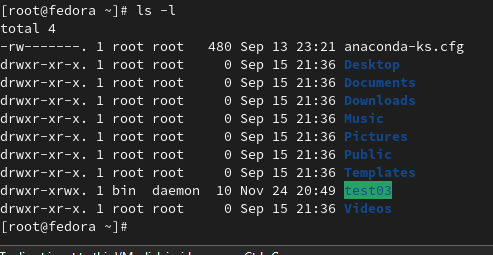 [root@fedora ~]# ls -l
total 4
-rw-------. 1 root root   480 Sep 13 23:21 anaconda-ks.cfg
drwxr-xr-x. 1 root root     0 Sep 15 21:36 Desktop
drwxr-xr-x. 1 root root     0 Sep 15 21:36 Documents
drwxr-xr-x. 1 root root     0 Sep 15 21:36 Downloads
drwxr-xr-x. 1 root root     0 Sep 15 21:36 Music
drwxr-xr-x. 1 root root     0 Sep 15 21:36 Pictures
drwxr-xr-x. 1 root root     0 Sep 15 21:36 Public
drwxr-xr-x. 1 root root     0 Sep 15 21:36 Templates
drwxr-xrwx. 1 bin  daemon  10 Nov 24 20:49 test03
drwxr-xr-x. 1 root root     0 Sep 15 21:36 Videos
[root@fedora ~]#